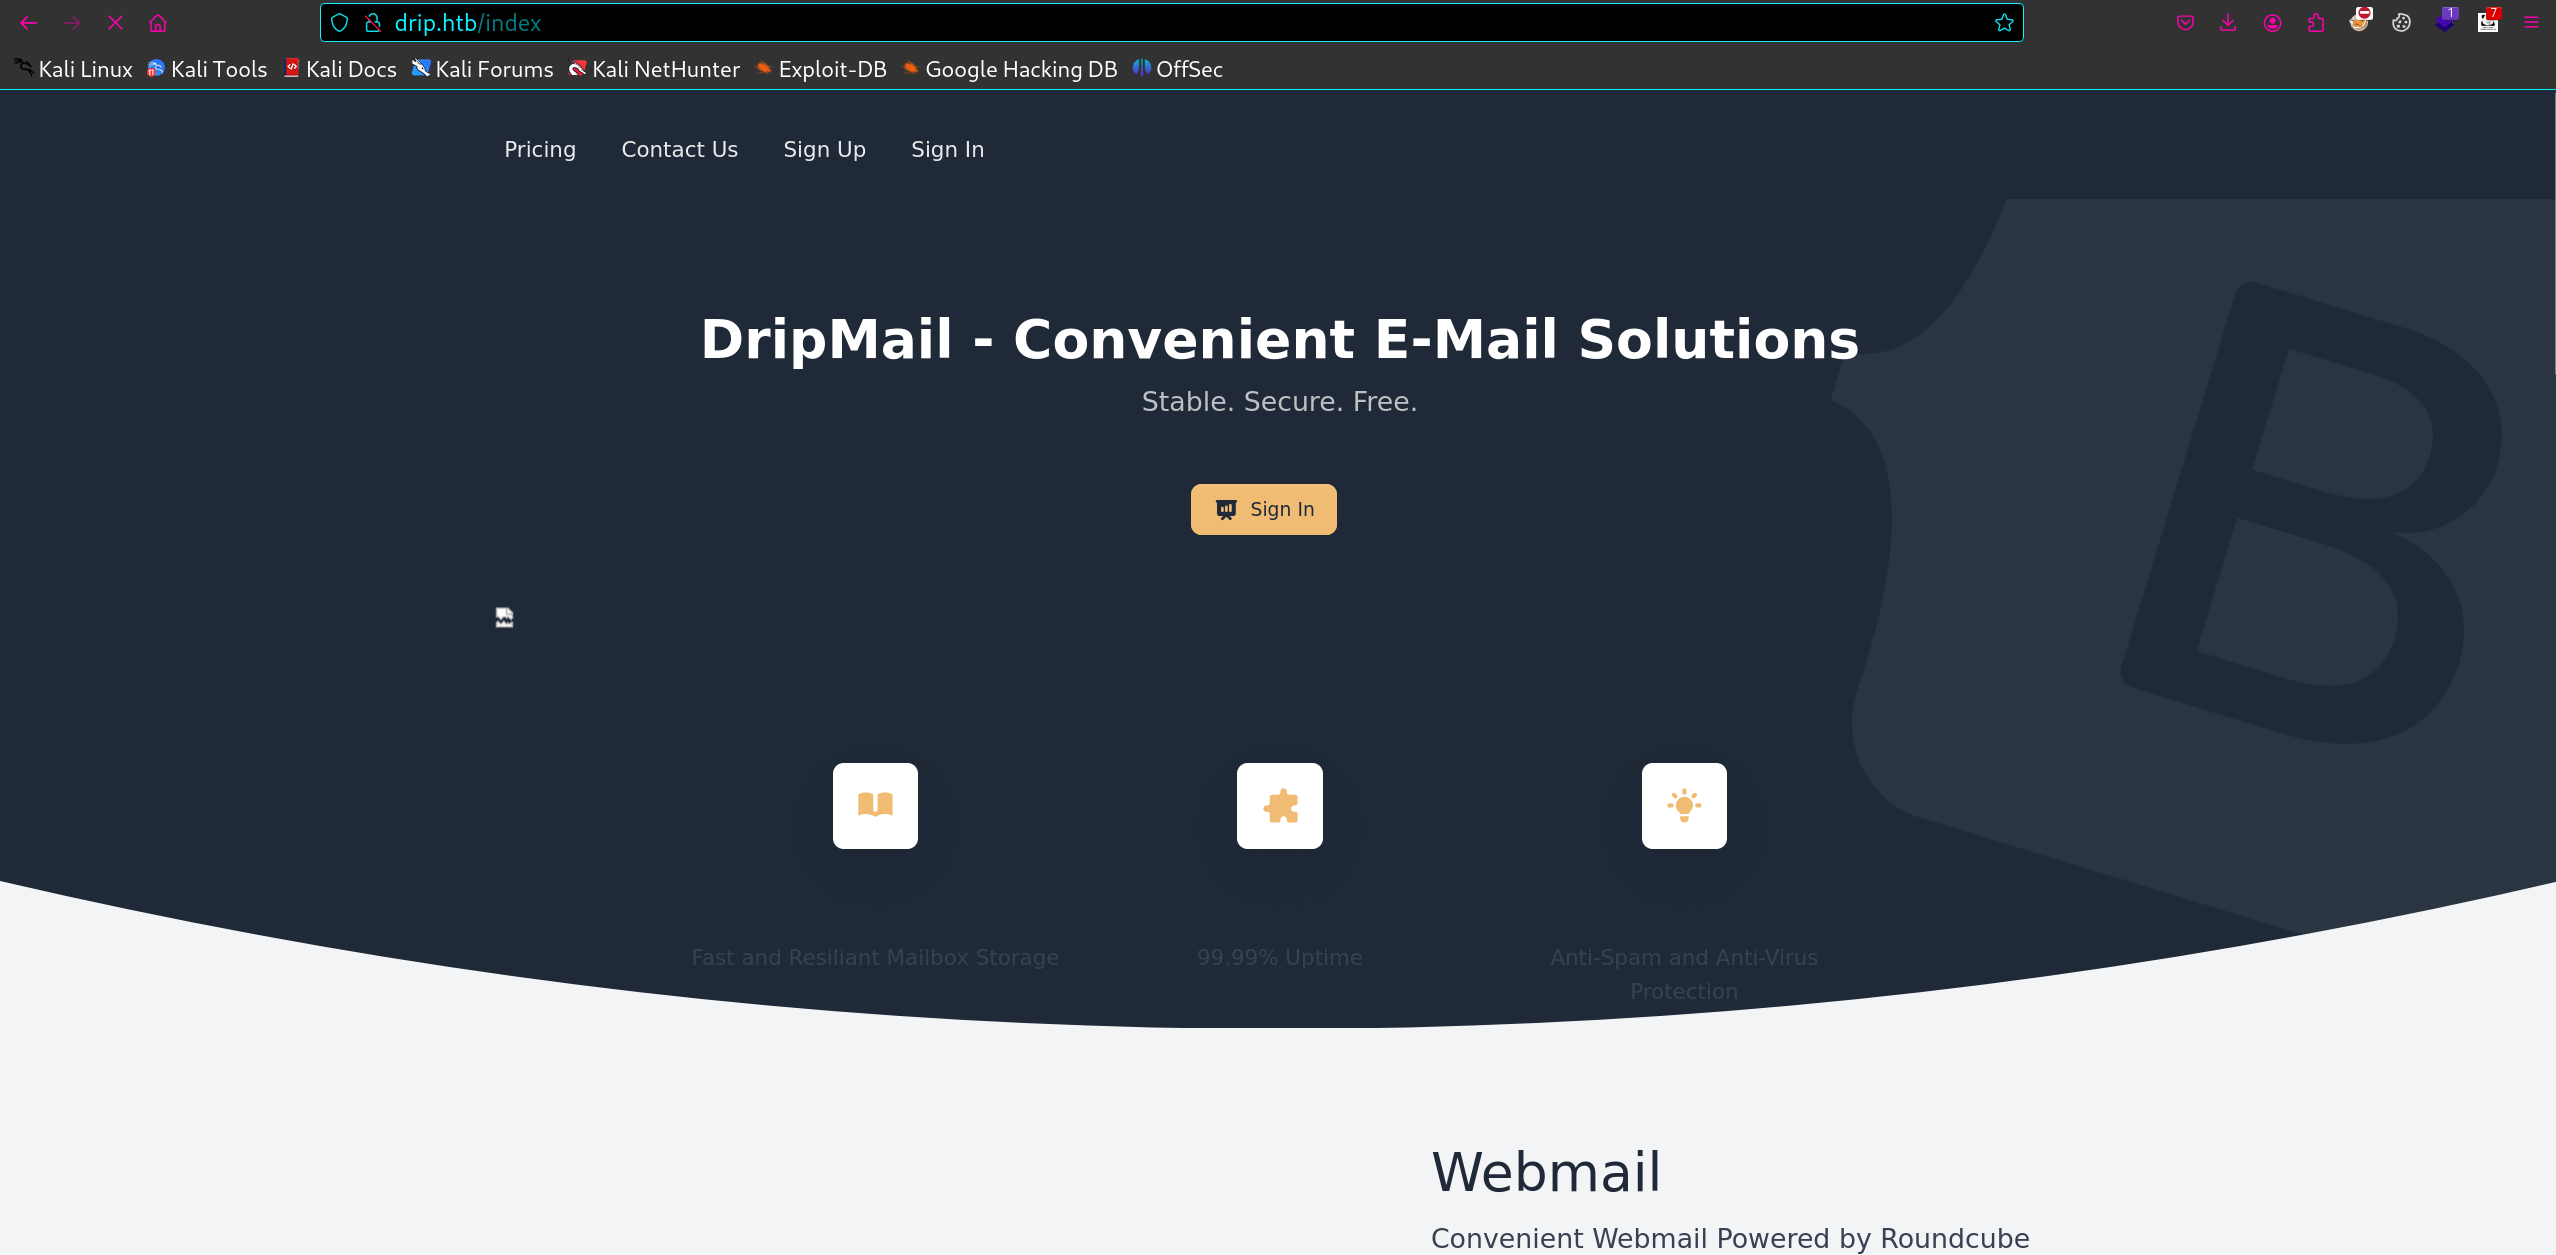 drip.htb/index
1
7
Kali Linux Kali Tools Kali Docs Kali Forums Kali NetHunter Exploit-DB Google Hacking DB OffSec
Pricing Contact Us Sign Up Sign In
B
DripMail - Convenient E-Mail Solutions
Stable. Secure. Free.
Sign In
Fast and Resiliant Mailbox Storage
99.99% Uptime
Anti-Spam and Anti-Virus
Protection
Webmail
Convenient Webmail Powered by Roundcube